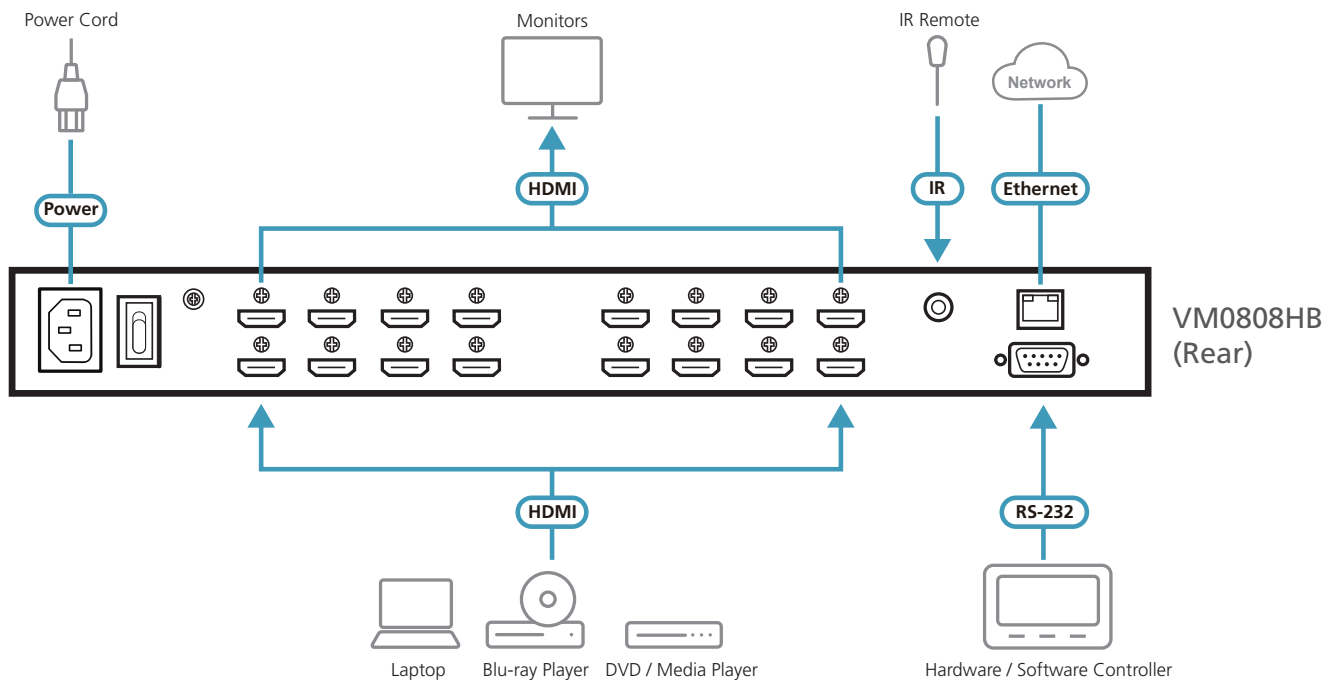 Power Cord
Monitors
IR Remote
Network
HDMI
IR
Ethernet
Power
VM0808HB
(Rear)
HDMI
RS-232
Laptop
Blu-ray Player
DVD / Media Player
Hardware / Software Controller